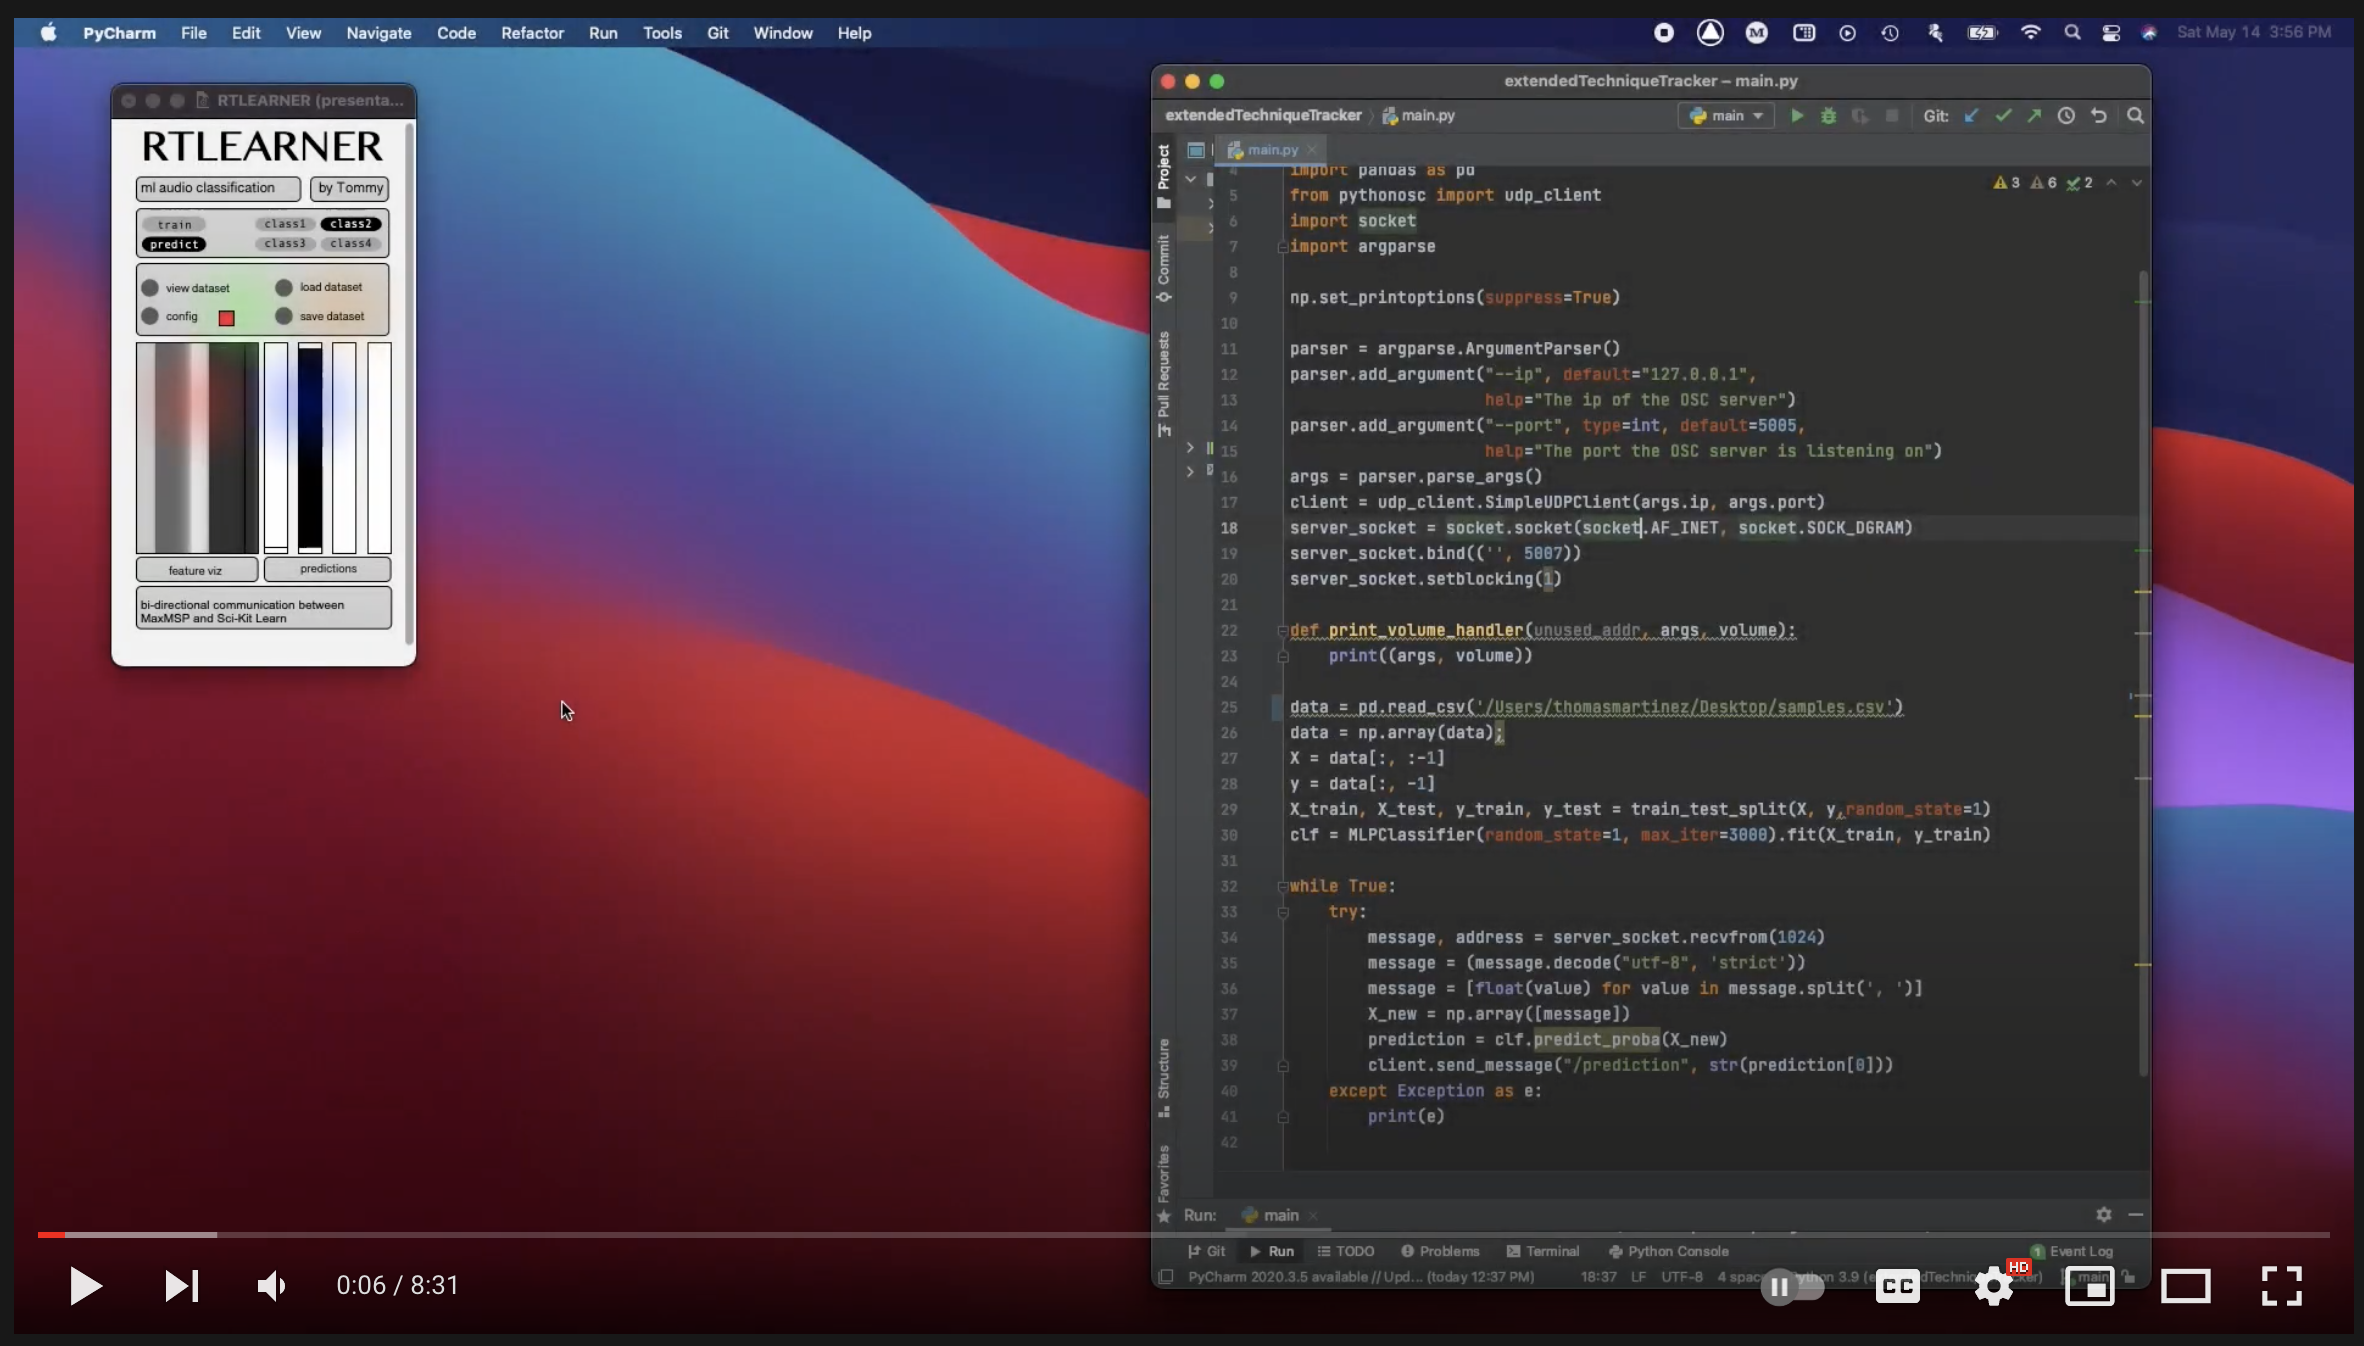 PyCharm File Edit View Navigate Code Refactor Run Tools Git Window Help
Sat May 14 3:56 PM
RTLEARNER (presenta...
RTLEARNER
ml audio classification
by Tommy
train class1 class2
predict class3 class4
view dataset load dataset
config save dataset
feature viz predictions
bi-directional communication between
MaxMSP and Sci-Kit Learn
extendedTechniqueTracker – main.py
extendedTechniqueTracker main.py
main
Git:
main.py
3 6 2
Project
Commit
Pull Requests
Structure
Favorites
4 import pandas as pd
5 from pythonosc import udp_client
6 import socket
7 import argparse
8
9 np.set_printoptions(suppress=True)
10
11 parser = argparse.ArgumentParser()
12 parser.add_argument("--ip", default="127.0.0.1",
13 help="The ip of the OSC server")
14 parser.add_argument("--port", type=int, default=5005,
15 help="The port the OSC server is listening on")
16 args = parser.parse_args()
17 client = udp_client.SimpleUDPClient(args.ip, args.port)
18 server_socket = socket.socket(socket.AF_INET, socket.SOCK_DGRAM)
19 server_socket.bind(('', 5007))
20 server_socket.setblocking(1)
21
22 def print_volume_handler(unused_addr, args, volume):
23 print((args, volume))
24
25 data = pd.read_csv('/Users/thomasmartinez/Desktop/samples.csv')
26 data = np.array(data);
27 X = data[:, :-1]
28 y = data[:, -1]
29 X_train, X_test, y_train, y_test = train_test_split(X, y,random_state=1)
30 clf = MLPClassifier(random_state=1, max_iter=3000).fit(X_train, y_train)
31
32 while True:
33 try:
34 message, address = server_socket.recvfrom(1024)
35 message = (message.decode("utf-8", 'strict'))
36 message = [float(value) for value in message.split(', ')]
37 X_new = np.array([message])
38 prediction = clf.predict_proba(X_new)
39 client.send_message("/prediction", str(prediction[0]))
40 except Exception as e:
41 print(e)
42
Run: main
Git Run TODO Problems Terminal Python Console 1 Event Log
PyCharm 2020.3.5 available // Upd... (today 12:37 PM) 18:37 LF UTF-8 4 spac 3.9 main
0:06 / 8:31
CC
HD